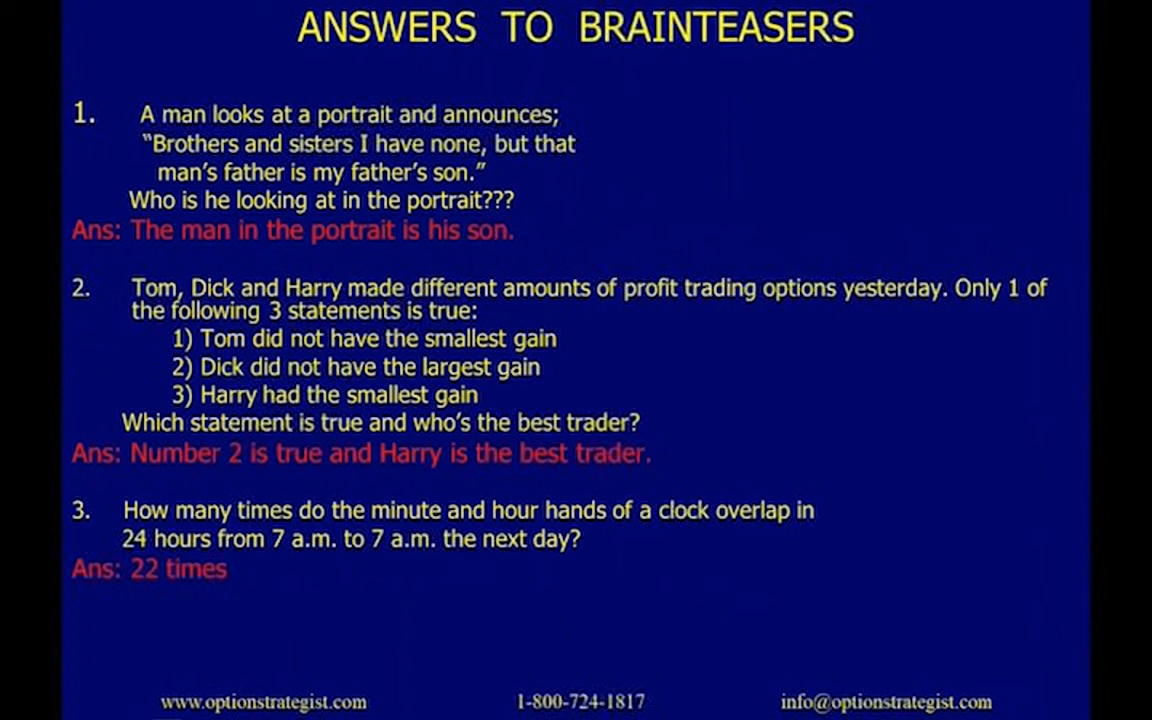 ANSWERS TO BRAINTEASERS
1. A man looks at a portrait and announces;
"Brothers and sisters I have none, but that
man's father is my father's son."
Who is he looking at in the portrait???
Ans: The man in the portrait is his son.
2. Tom, Dick and Harry made different amounts of profit trading options yesterday. Only 1 of
the following 3 statements is true:
1) Tom did not have the smallest gain
2) Dick did not have the largest gain
3) Harry had the smallest gain
Which statement is true and who's the best trader?
Ans: Number 2 is true and Harry is the best trader.
3. How many times do the minute and hour hands of a clock overlap in
24 hours from 7 a.m. to 7 a.m. the next day?
Ans: 22 times
www.optionstrategist.com 1-800-724-1817 info@optionstrategist.com